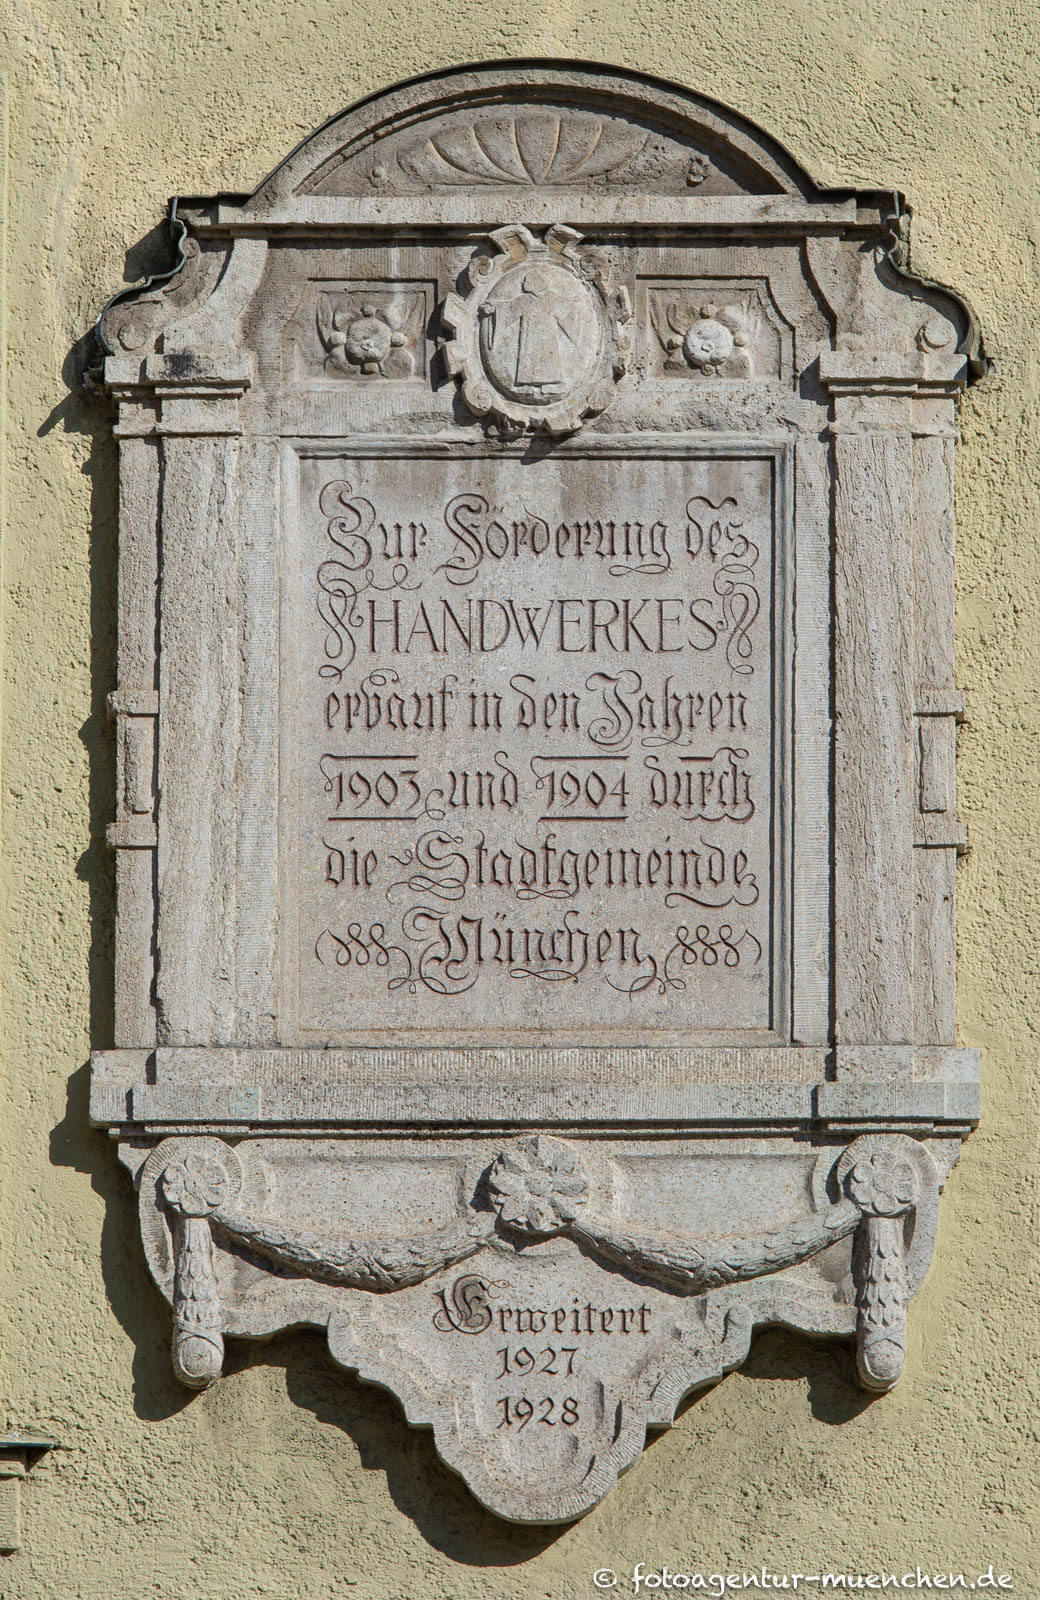 Zur Förderung des
HANDWERKES
erbaut in den Jahren
1903 und 1904 durch
die Stadtgemeinde
München
Erweitert
1927
1928
© fotoagentur-muenchen.de